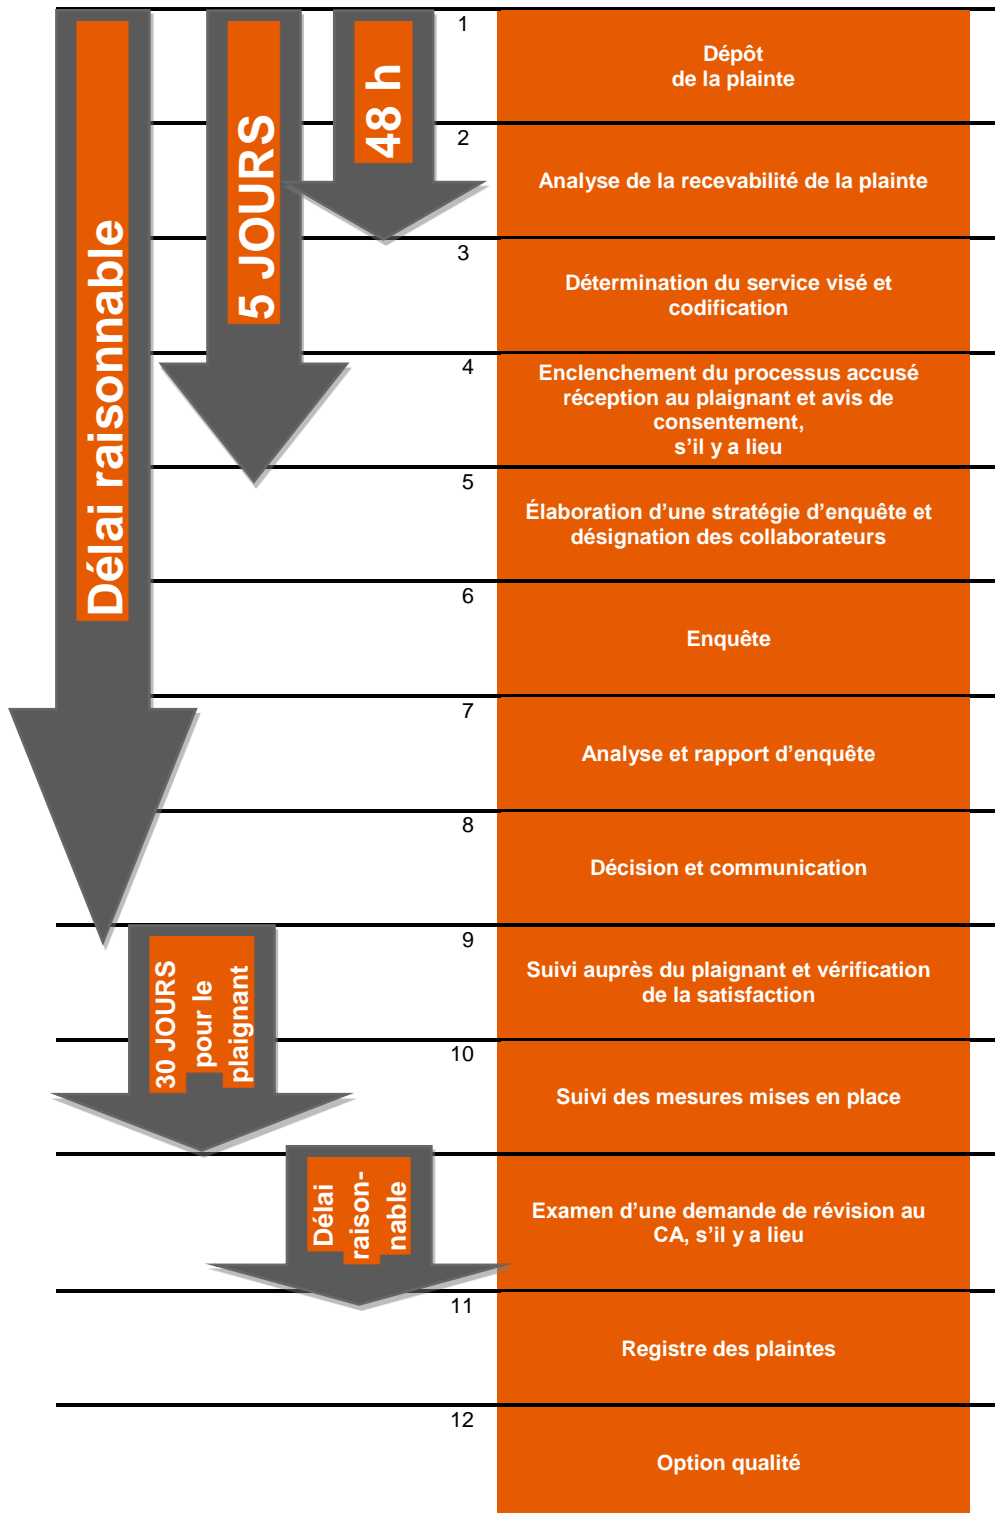 Délai raisonnable
5 JOURS
48 h
1
Dépôt
de la plainte
2
Analyse de la recevabilité de la plainte
3
Détermination du service visé et
codification
4
Enclenchement du processus accusé
réception au plaignant et avis de
consentement,
s’il y a lieu
5
Élaboration d’une stratégie d’enquête et
désignation des collaborateurs
6
Enquête
7
Analyse et rapport d’enquête
8
Décision et communication
30 JOURS
pour le
plaignant
9
Suivi auprès du plaignant et vérification
de la satisfaction
10
Suivi des mesures mises en place
Délai
raison-
nable
Examen d’une demande de révision au
CA, s’il y a lieu
11
Registre des plaintes
12
Option qualité